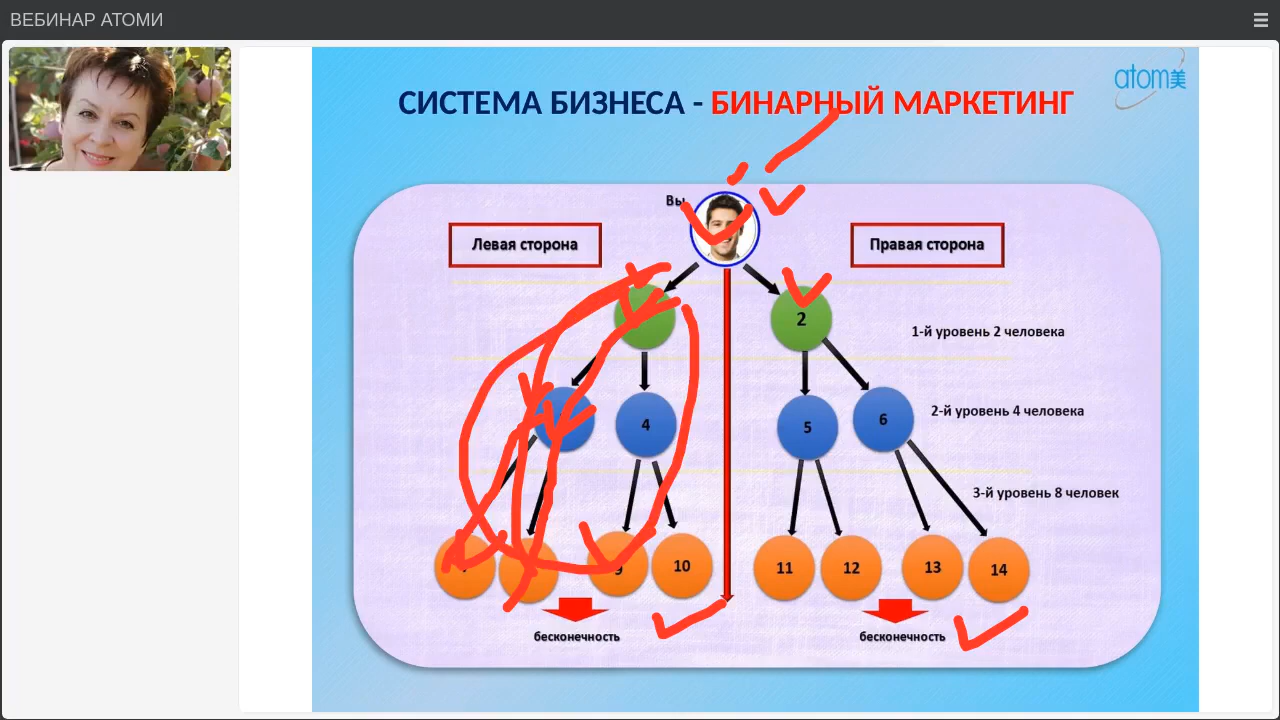 ВЕБИНАР АТОМИ
atom美
СИСТЕМА БИЗНЕСА - БИНАРНЫЙ МАРКЕТИНГ
Вы
Левая сторона
Правая сторона
2
1-й уровень 2 человека
4
5
6
2-й уровень 4 человека
3-й уровень 8 человек
9
10
11
12
13
14
бесконечность
бесконечность